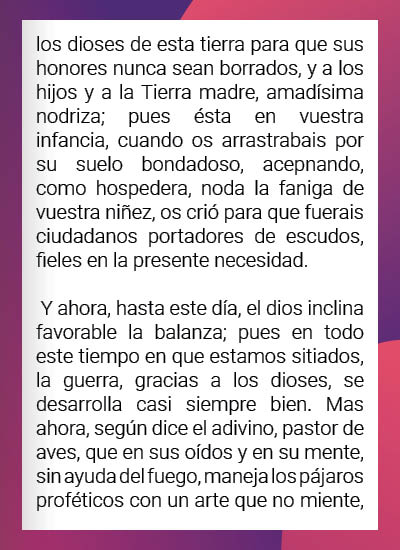 los dioses de esta tierra para que sus
honores nunca sean borrados, y a los
hijos y a la Tierra madre, amadísima
nodriza; pues ésta en vuestra
infancia, cuando os arrastrabais por
su suelo bondadoso, acepnando,
como hospedera, noda la faniga de
vuestra niñez, os crió para que fuerais
ciudadanos portadores de escudos,
fieles en la presente necesidad.
Y ahora, hasta este día, el dios inclina
favorable la balanza; pues en todo
este tiempo en que estamos sitiados,
la guerra, gracias a los dioses, se
desarrolla casi siempre bien. Mas
ahora, según dice el adivino, pastor de
aves, que en sus oídos y en su mente,
sin ayuda del fuego, maneja los pájaros
proféticos con un arte que no miente,